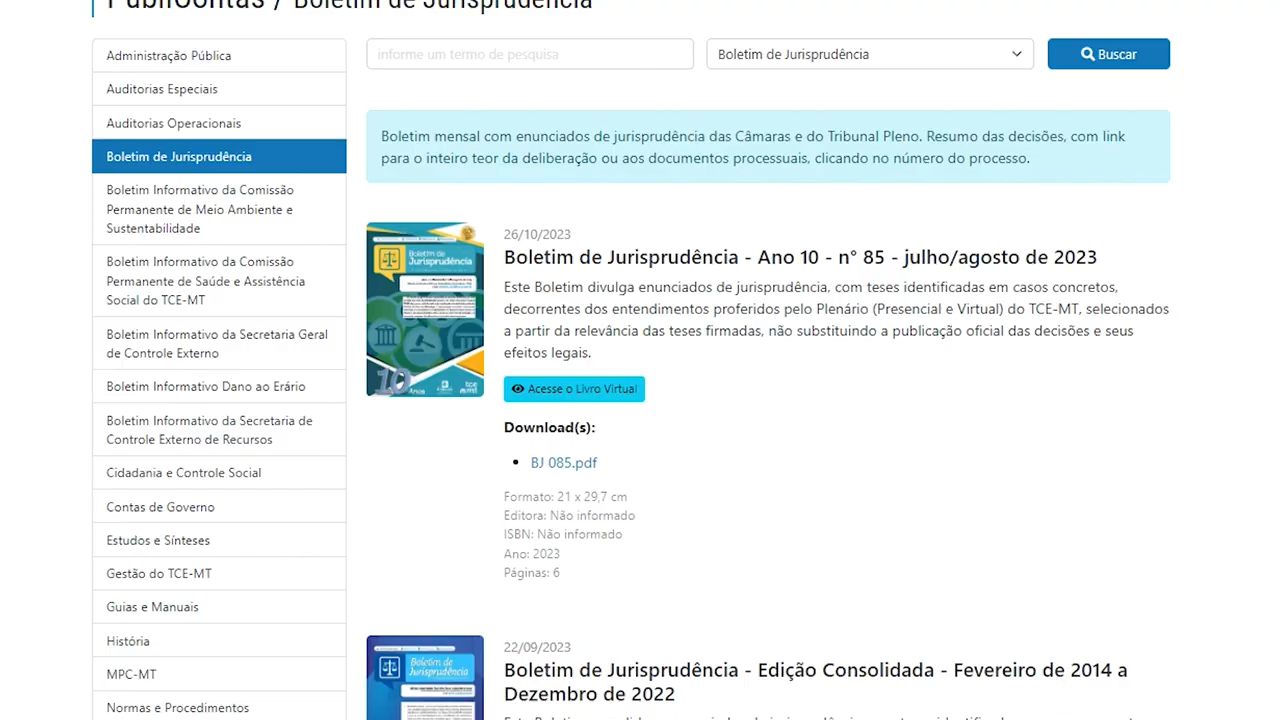 PubliContas / Boletim de Jurisprudência
Administração Pública
Auditorias Especiais
Auditorias Operacionais
Boletim de Jurisprudência
Boletim Informativo da Comissão
Permanente de Meio Ambiente e
Sustentabilidade
Boletim Informativo da Comissão
Permanente de Saúde e Assistência
Social do TCE-MT
Boletim Informativo da Secretaria Geral
de Controle Externo
Boletim Informativo Dano ao Erário
Boletim Informativo da Secretaria de
Controle Externo de Recursos
Cidadania e Controle Social
Contas de Governo
Estudos e Sínteses
Gestão do TCE-MT
Guias e Manuais
História
MPC-MT
Normas e Procedimentos
informe um termo de pesquisa
Boletim de Jurisprudência
Buscar
Boletim mensal com enunciados de jurisprudência das Câmaras e do Tribunal Pleno. Resumo das decisões, com link
para o inteiro teor da deliberação ou aos documentos processuais, clicando no número do processo.
Boletim de
Jurisprudência
10
Anos
tce
26/10/2023
Boletim de Jurisprudência - Ano 10 - n° 85 - julho/agosto de 2023
Este Boletim divulga enunciados de jurisprudência, com teses identificadas em casos concretos,
decorrentes dos entendimentos proferidos pelo Plenário (Presencial e Virtual) do TCE-MT, selecionados
a partir da relevância das teses firmadas, não substituindo a publicação oficial das decisões e seus
efeitos legais.
Acesse o Livro Virtual
Download(s):
BJ 085.pdf
Formato: 21 x 29,7 cm
Editora: Não informado
ISBN: Não informado
Ano: 2023
Páginas: 6
Boletim de
Jurisprudência
22/09/2023
Boletim de Jurisprudência - Edição Consolidada - Fevereiro de 2014 a
Dezembro de 2022